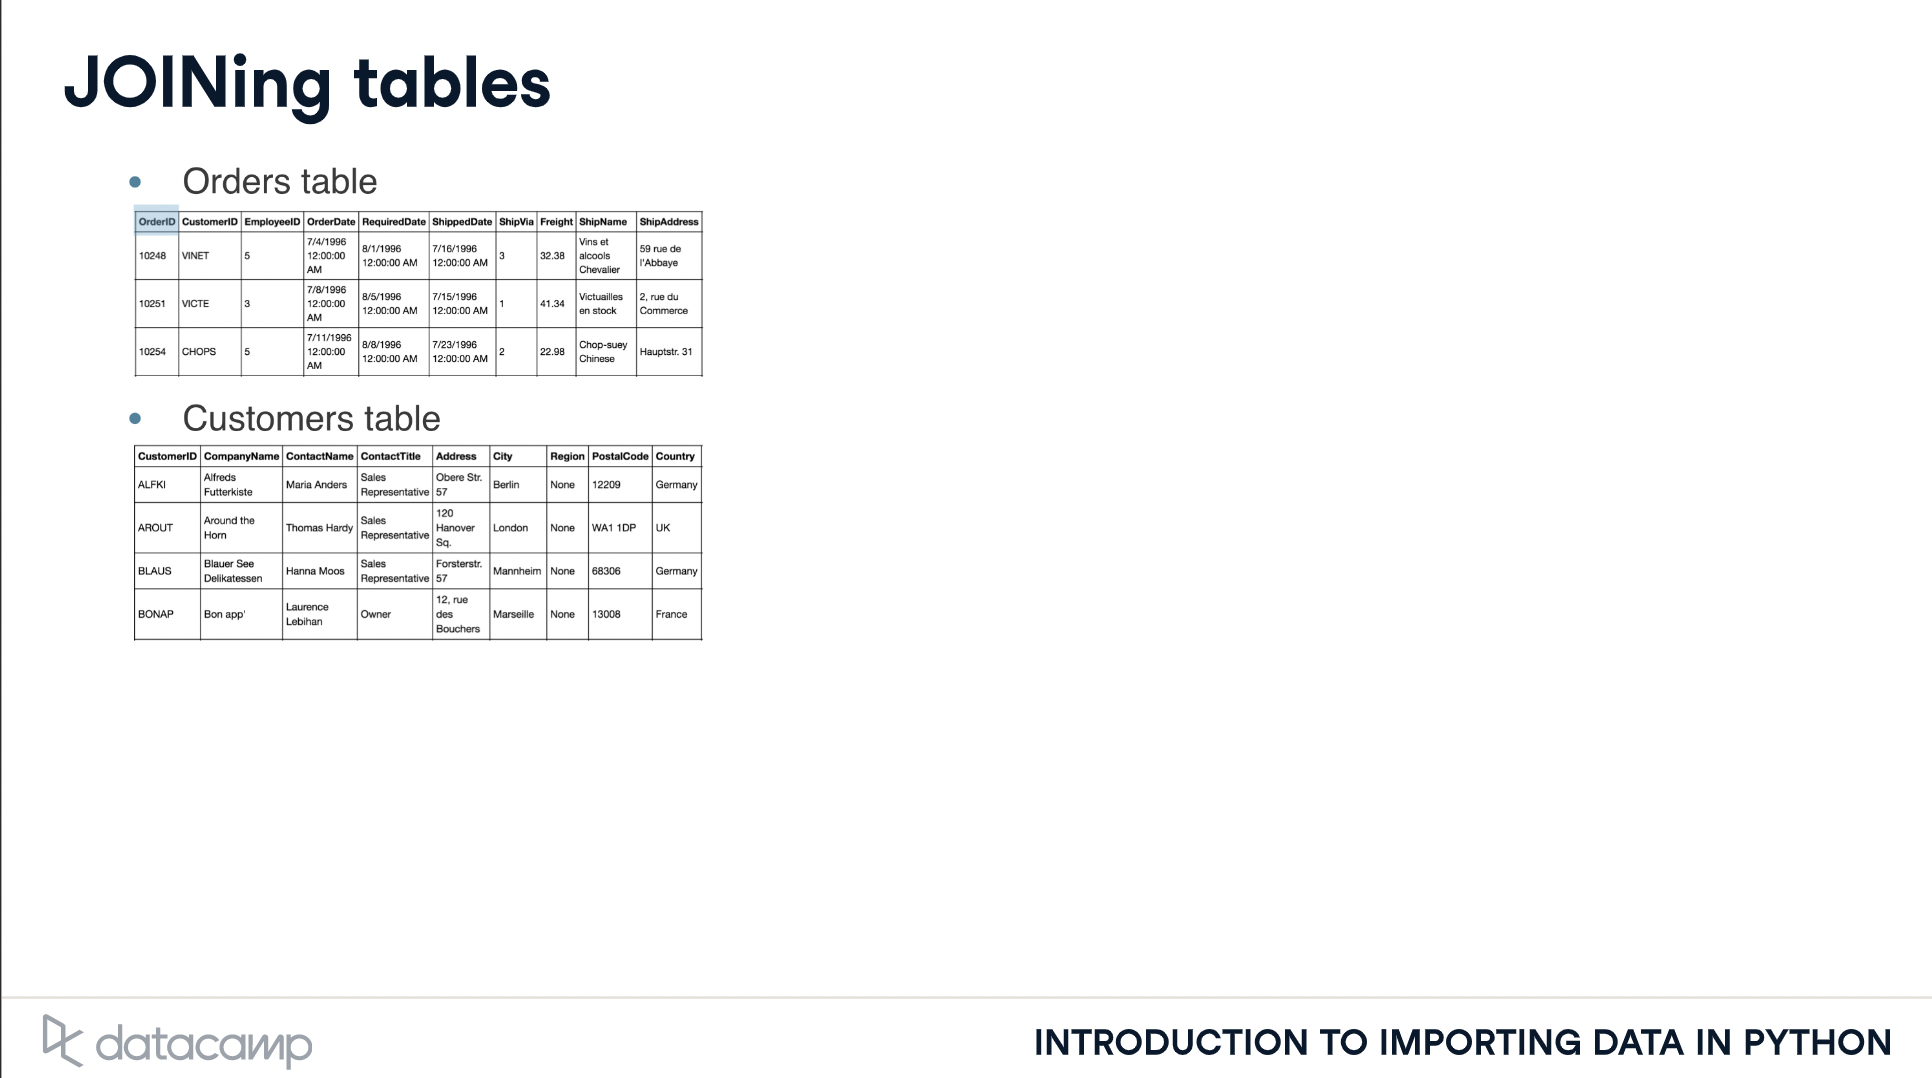 JOINing tables
• Orders table
OrderID CustomerID EmployeeID OrderDate RequiredDate ShippedDate ShipVia Freight ShipName ShipAddress
10248 VINET 5 7/4/1996 12:00:00 AM 8/1/1996 12:00:00 AM 7/16/1996 12:00:00 AM 3 32.38 Vins et alcools Chevalier 59 rue de l'Abbaye
10251 VICTE 3 7/8/1996 12:00:00 AM 8/5/1996 12:00:00 AM 7/15/1996 12:00:00 AM 1 41.34 Victuailles en stock 2, rue du Commerce
10254 CHOPS 5 7/11/1996 12:00:00 AM 8/8/1996 12:00:00 AM 7/23/1996 12:00:00 AM 2 22.98 Chop-suey Chinese Hauptstr. 31
• Customers table
CustomerID CompanyName ContactName ContactTitle Address City Region PostalCode Country
ALFKI Alfreds Futterkiste Maria Anders Sales Representative Obere Str. 57 Berlin None 12209 Germany
AROUT Around the Horn Thomas Hardy Sales Representative 120 Hanover Sq. London None WA1 1DP UK
BLAUS Blauer See Delikatessen Hanna Moos Sales Representative Forsterstr. 57 Mannheim None 68306 Germany
BONAP Bon app' Laurence Lebihan Owner 12, rue des Bouchers Marseille None 13008 France
datacamp
INTRODUCTION TO IMPORTING DATA IN PYTHON